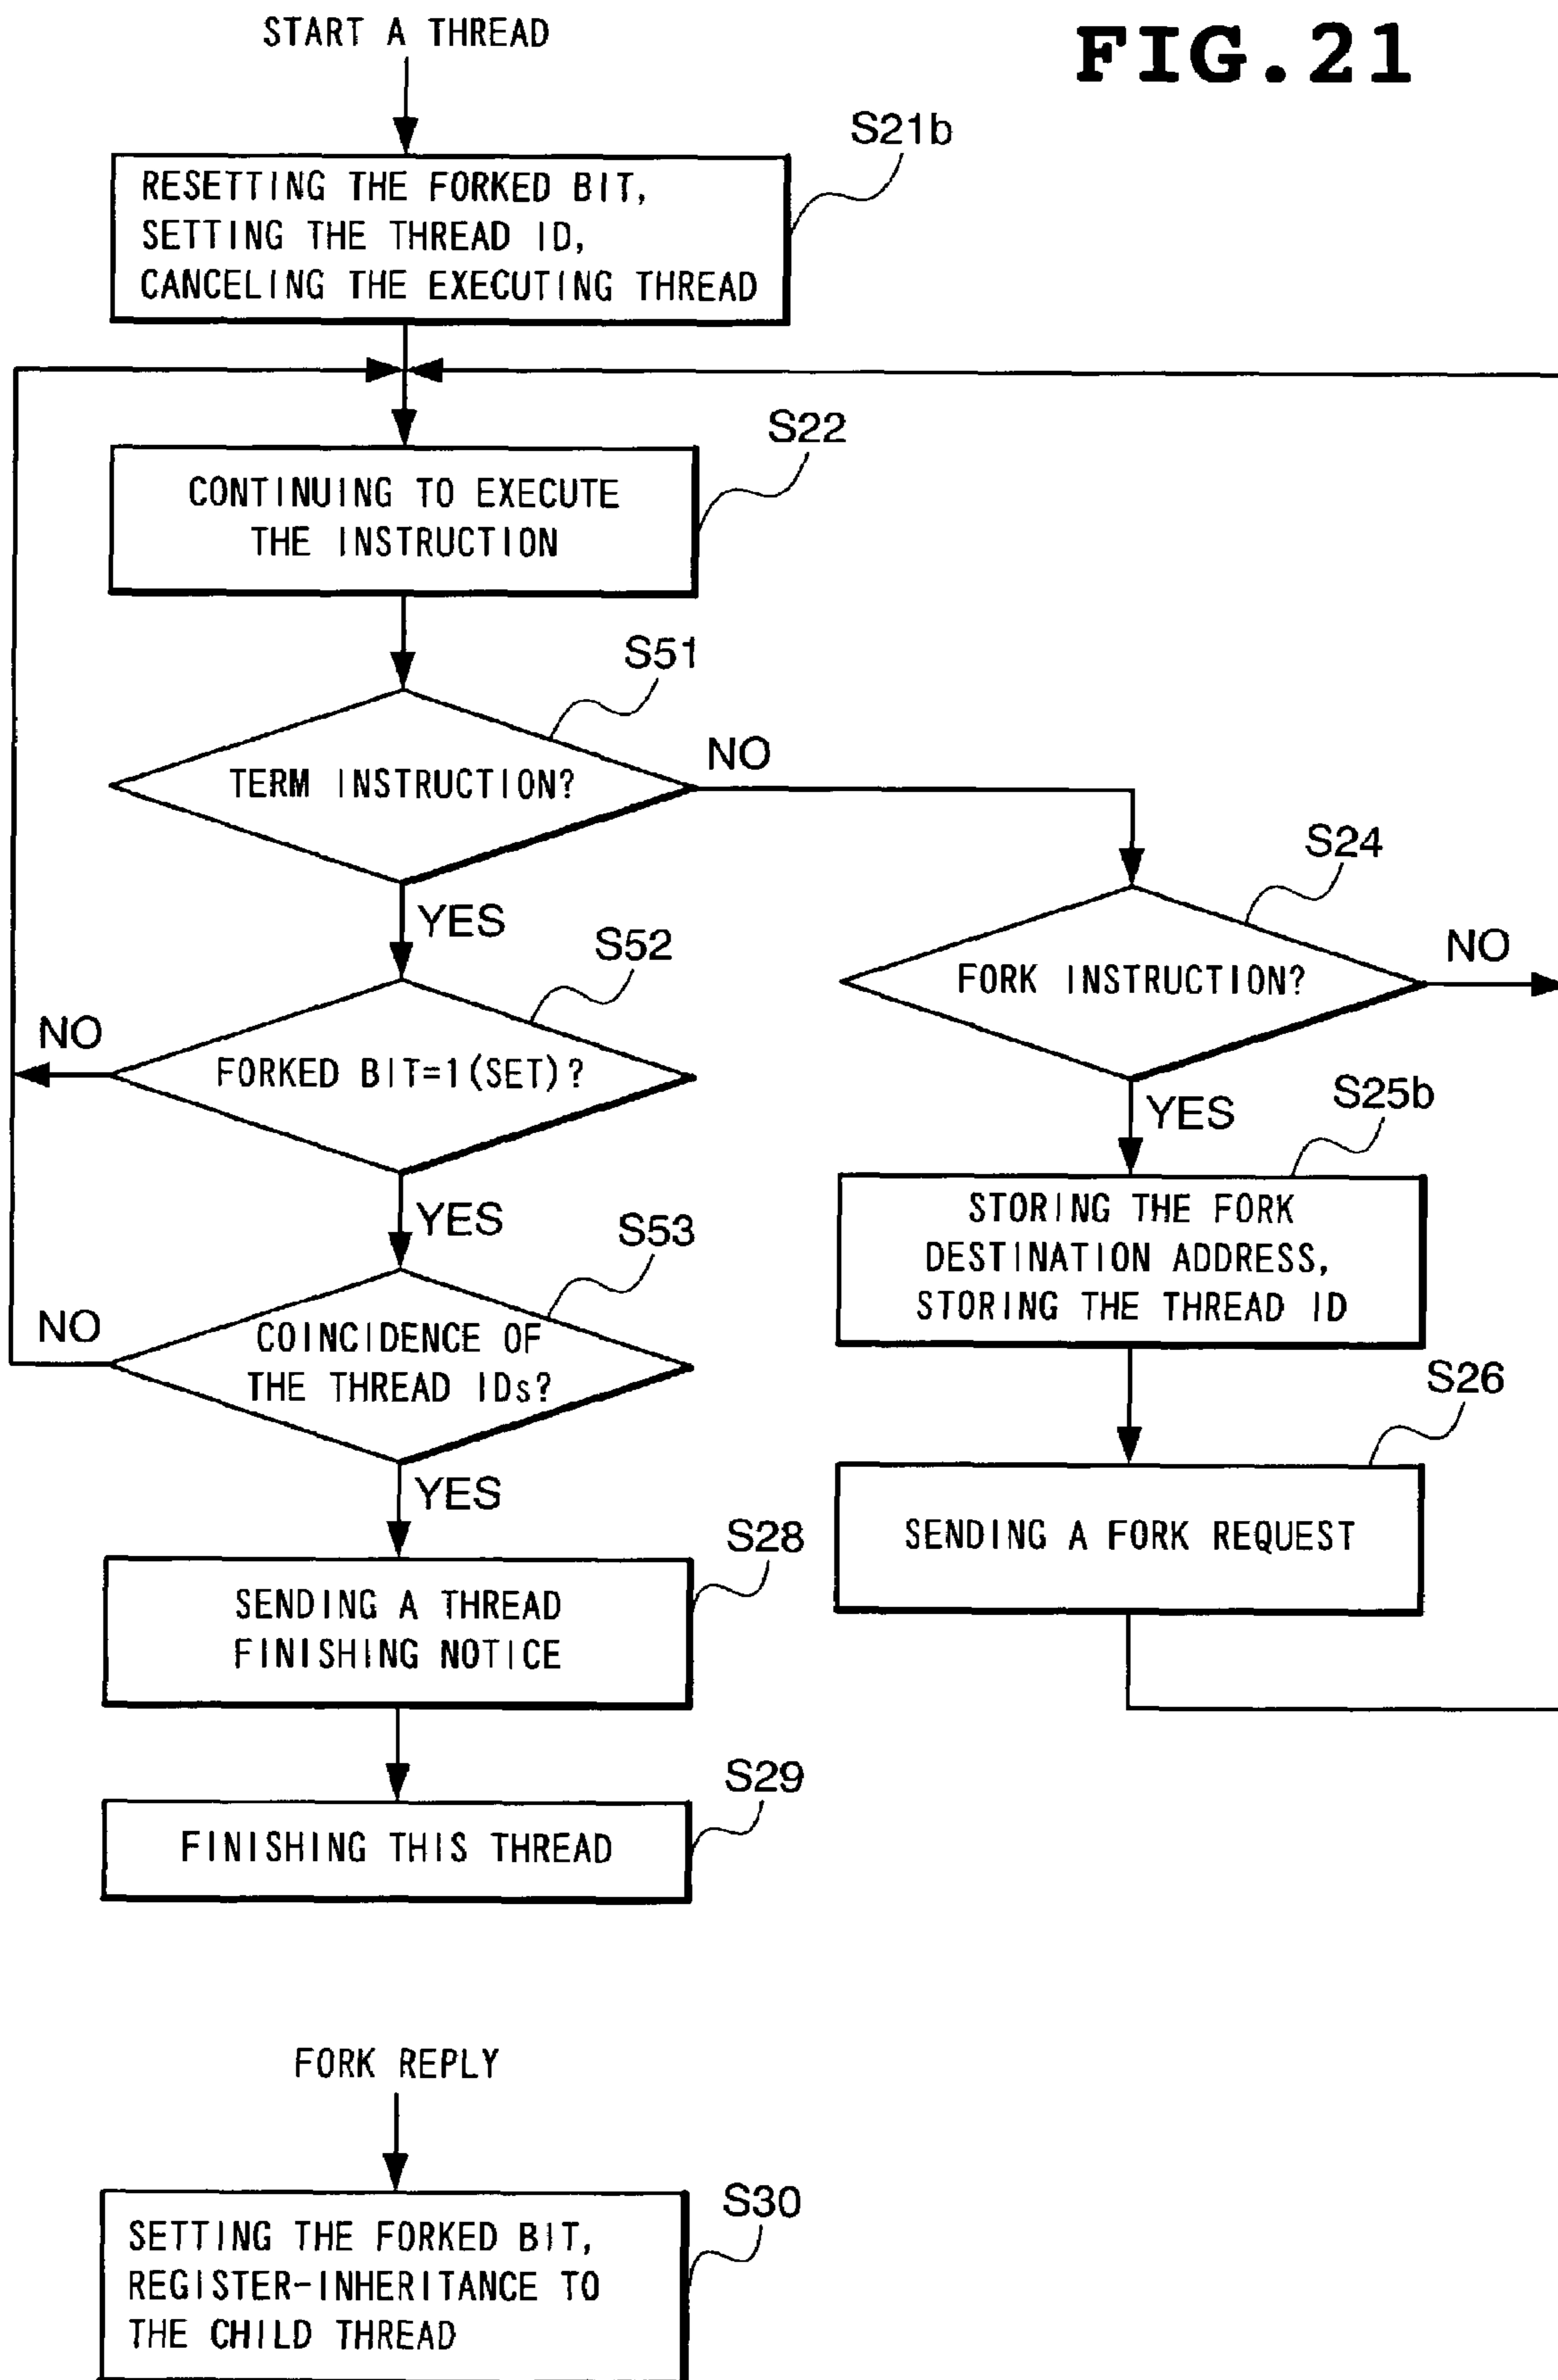 START A THREAD
FIG.21
S21b
RESETTING THE FORKED BIT,
SETTING THE THREAD ID,
CANCELING THE EXECUTING THREAD
S22
CONTINUING TO EXECUTE
THE INSTRUCTION
S51
TERM INSTRUCTION?
NO
YES
S24
FORK INSTRUCTION?
NO
YES
S52
FORKED BIT=1(SET)?
NO
YES
S25b
STORING THE FORK
DESTINATION ADDRESS,
STORING THE THREAD ID
S53
COINCIDENCE OF
THE THREAD IDs?
NO
YES
S26
SENDING A FORK REQUEST
S28
SENDING A THREAD
FINISHING NOTICE
S29
FINISHING THIS THREAD
FORK REPLY
S30
SETTING THE FORKED BIT,
REGISTER-INHERITANCE TO
THE CHILD THREAD